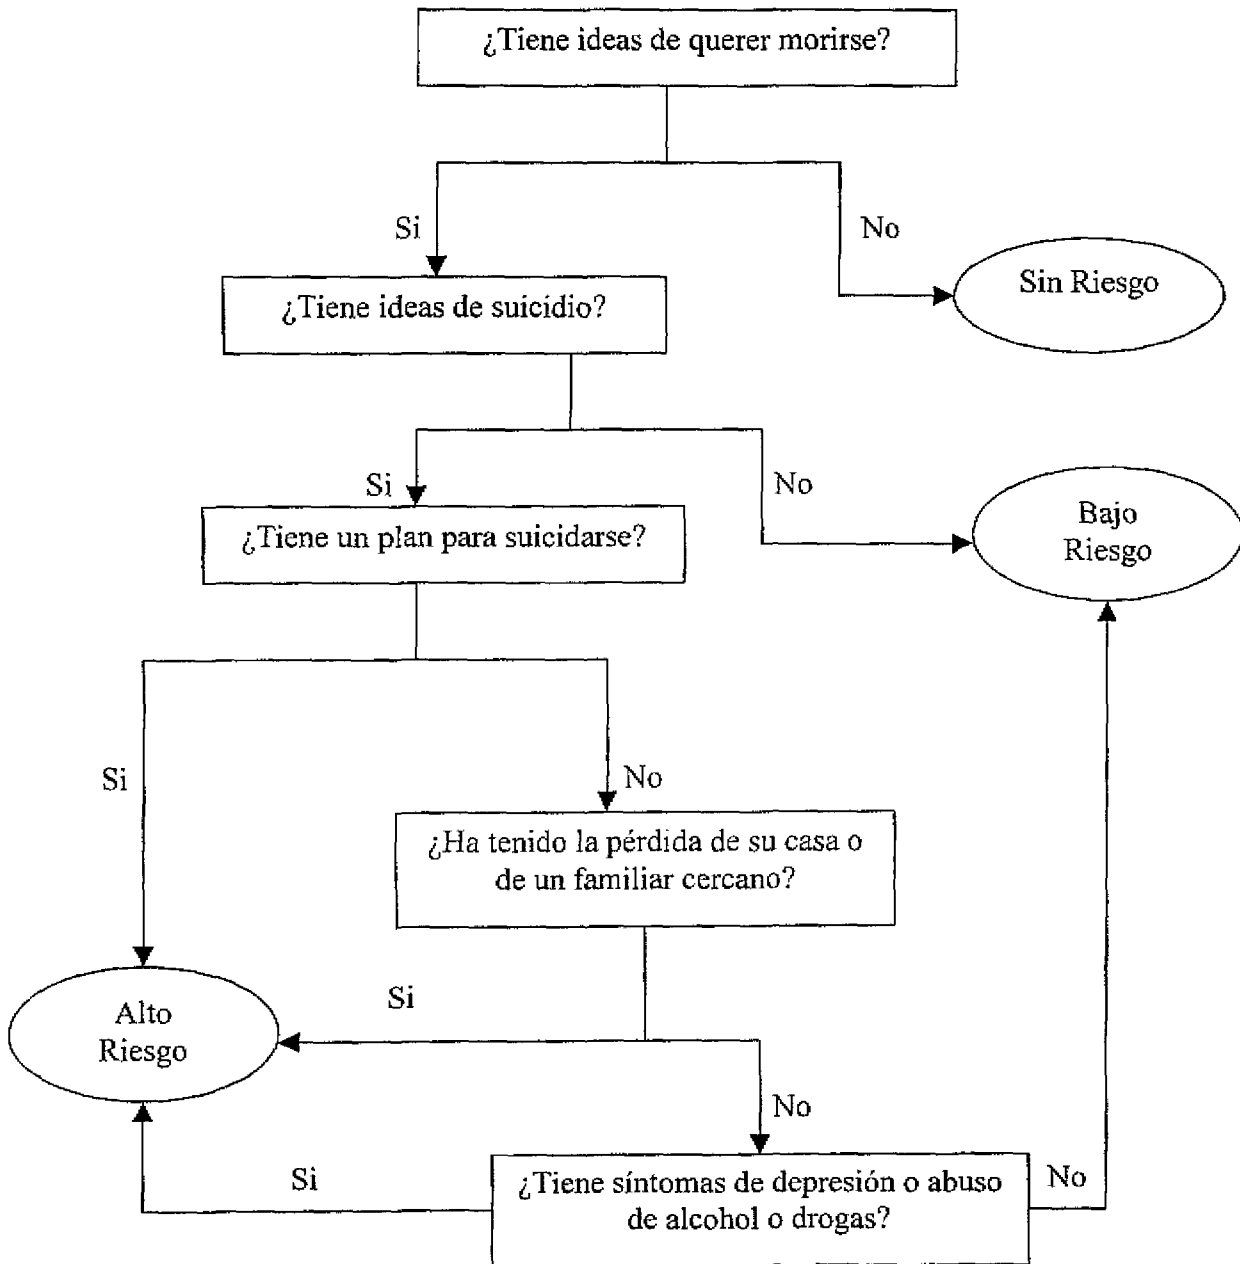 ¿Tiene ideas de querer morirse?
Si
No
Sin Riesgo
¿Tiene ideas de suicidio?
Si
No
Bajo
Riesgo
¿Tiene un plan para suicidarse?
Si
No
¿Ha tenido la pérdida de su casa o
de un familiar cercano?
Alto
Riesgo
Si
No
¿Tiene síntomas de depresión o abuso
de alcohol o drogas?
Si
No